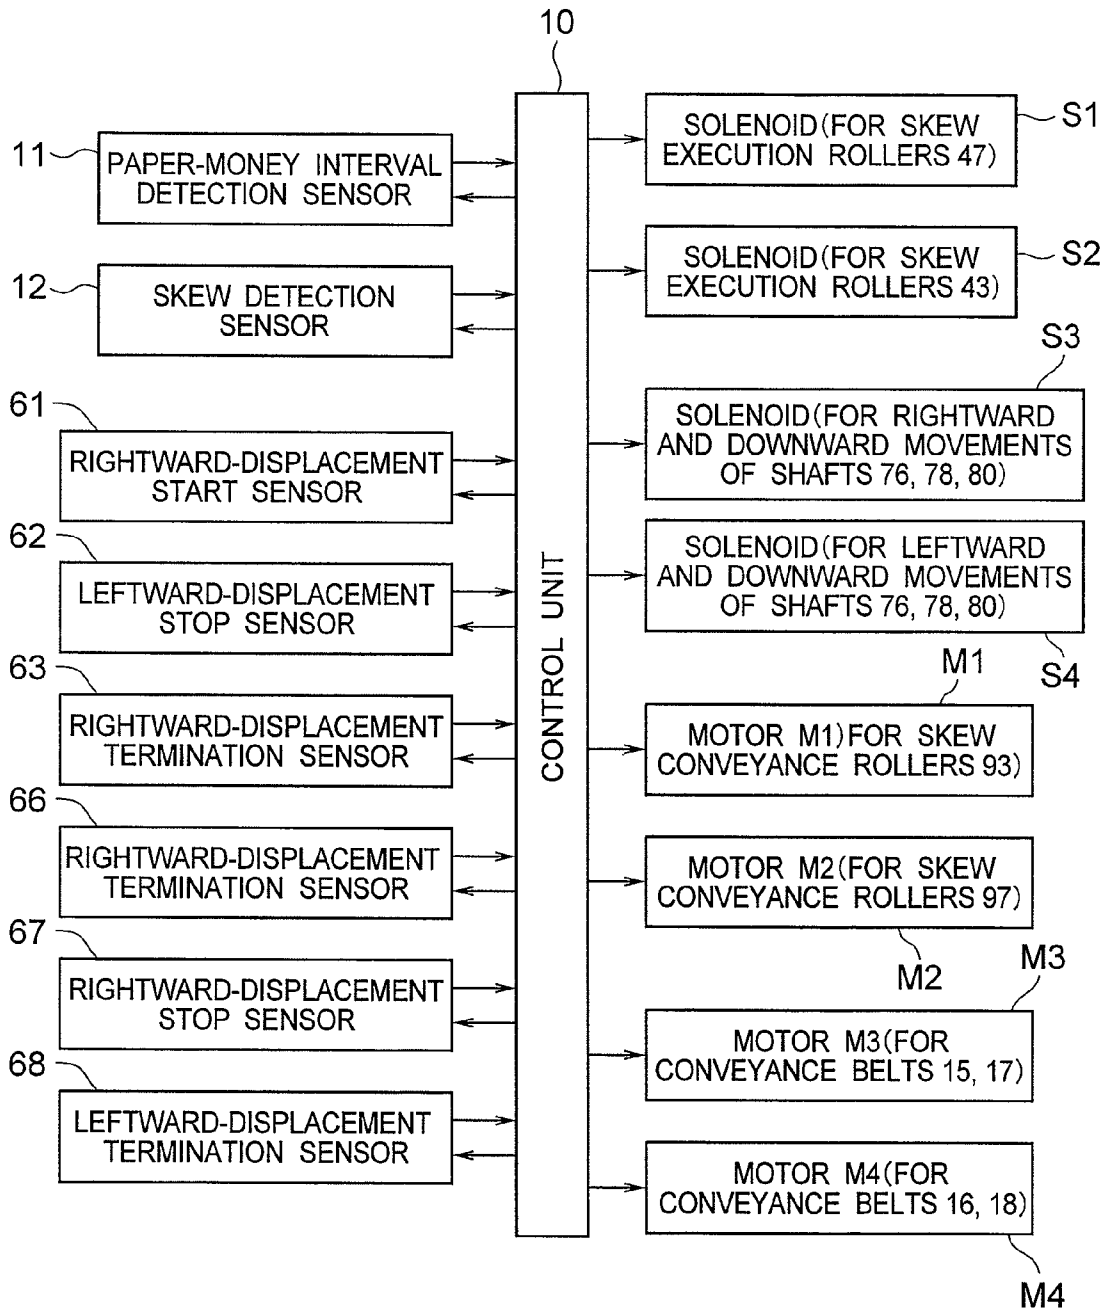 10
11
PAPER-MONEY INTERVAL
DETECTION SENSOR
12
SKEW DETECTION
SENSOR
61
RIGHTWARD-DISPLACEMENT
START SENSOR
62
LEFTWARD-DISPLACEMENT
STOP SENSOR
63
RIGHTWARD-DISPLACEMENT
TERMINATION SENSOR
66
RIGHTWARD-DISPLACEMENT
TERMINATION SENSOR
67
RIGHTWARD-DISPLACEMENT
STOP SENSOR
68
LEFTWARD-DISPLACEMENT
TERMINATION SENSOR
CONTROL UNIT
S1
SOLENOID(FOR SKEW
EXECUTION ROLLERS 47)
S2
SOLENOID(FOR SKEW
EXECUTION ROLLERS 43)
S3
SOLENOID(FOR RIGHTWARD
AND DOWNWARD MOVEMENTS
OF SHAFTS 76, 78, 80)
SOLENOID(FOR LEFTWARD
AND DOWNWARD MOVEMENTS
OF SHAFTS 76, 78, 80)
S4
M1
MOTOR M1)FOR SKEW
CONVEYANCE ROLLERS 93)
MOTOR M2(FOR SKEW
CONVEYANCE ROLLERS 97)
M2
M3
MOTOR M3(FOR
CONVEYANCE BELTS 15, 17)
MOTOR M4(FOR
CONVEYANCE BELTS 16, 18)
M4